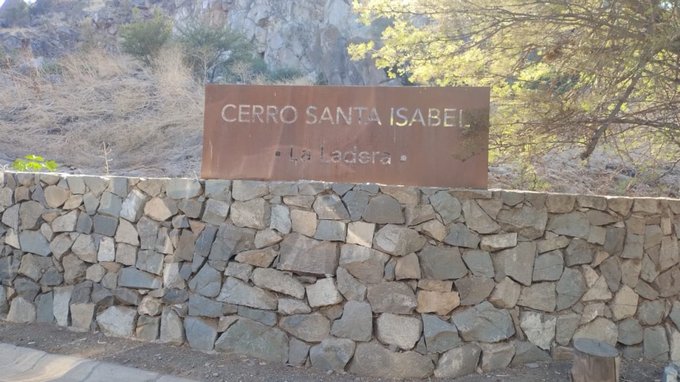 CERRO SANTA ISABEL
• La Ladera •